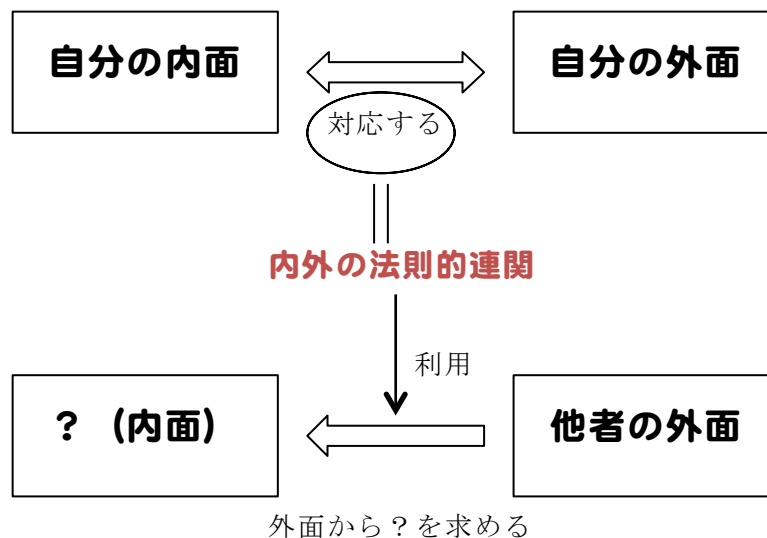 自分の内面
自分の外面
対応する
内外の法則的連関
利用
？（内面）
他者の外面
外面から？を求める